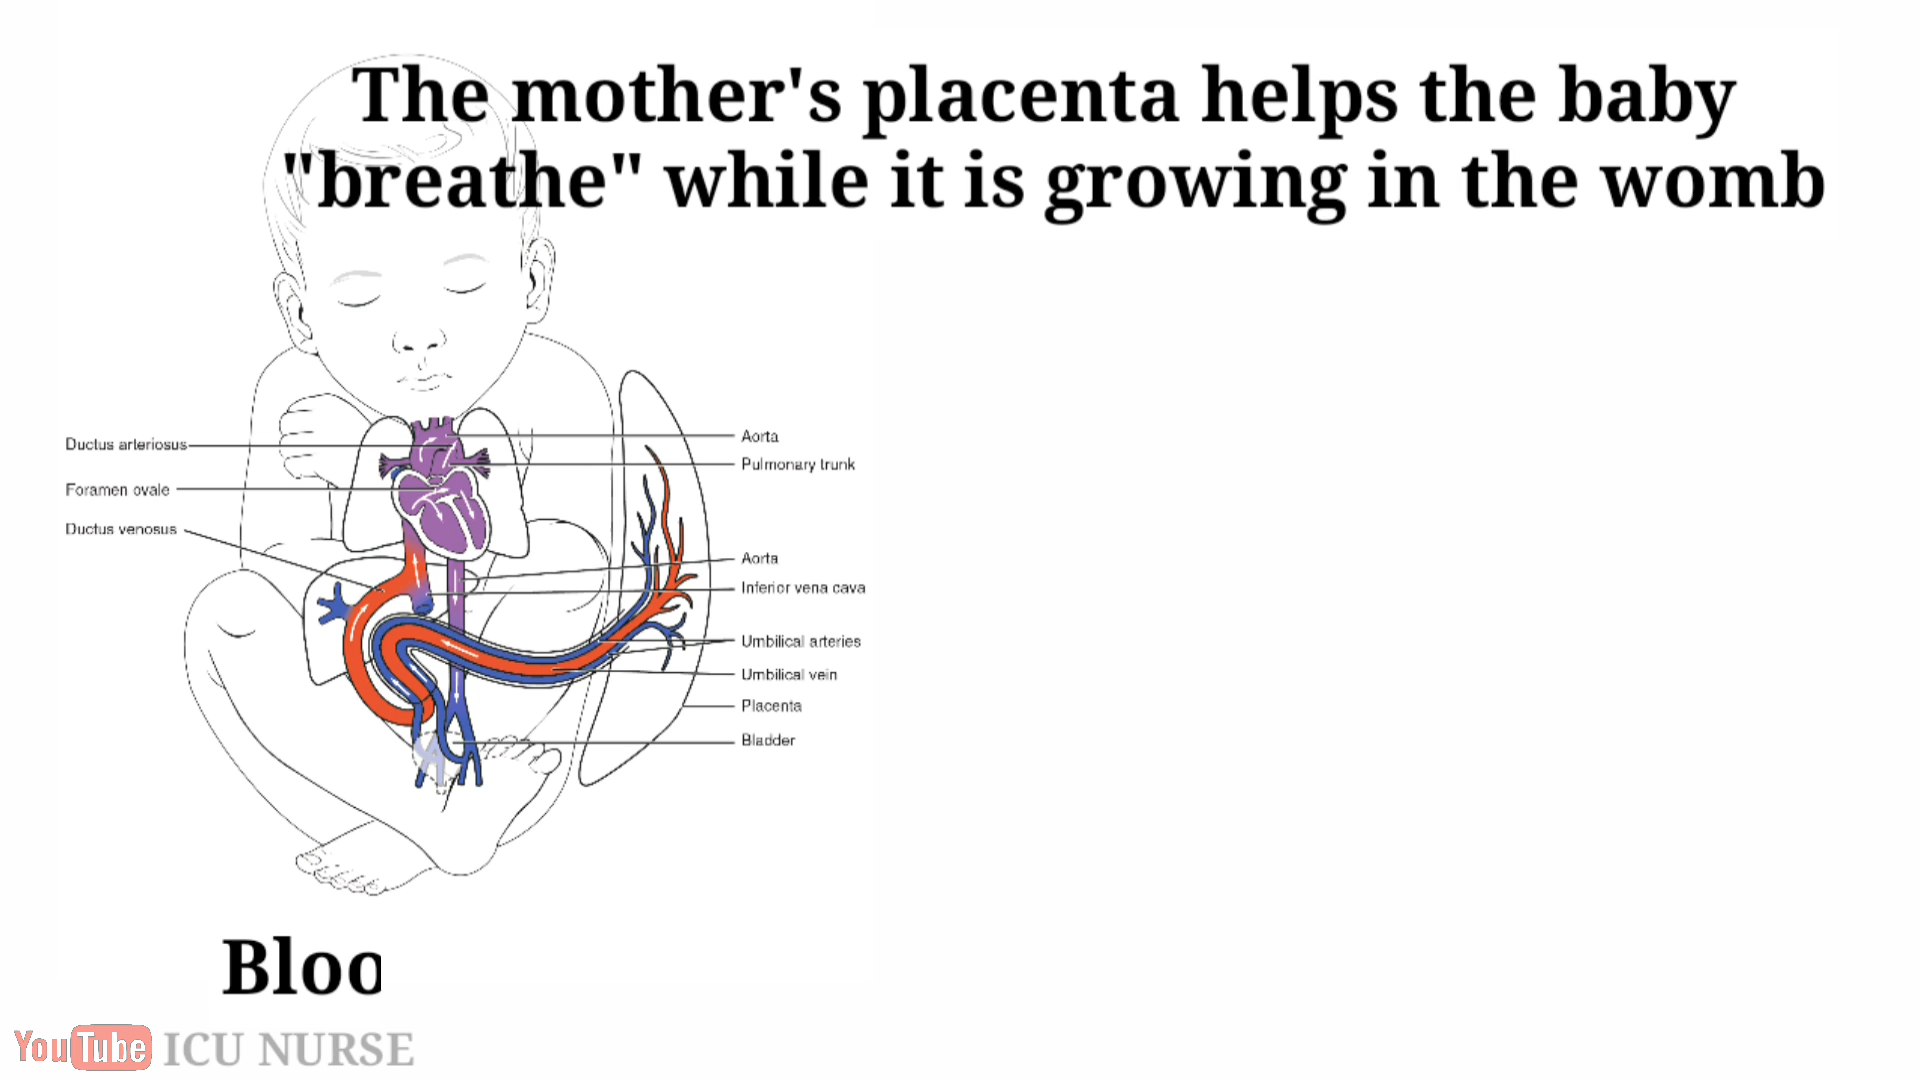 The mother's placenta helps the baby
"breathe" while it is growing in the womb
Ductus arteriosus
Foramen ovale
Ductus venosus
Aorta
Pulmonary trunk
Aorta
Inferior vena cava
Umbilical arteries
Umbilical vein
Placenta
Bladder
Bloo
YouTube ICU NURSE